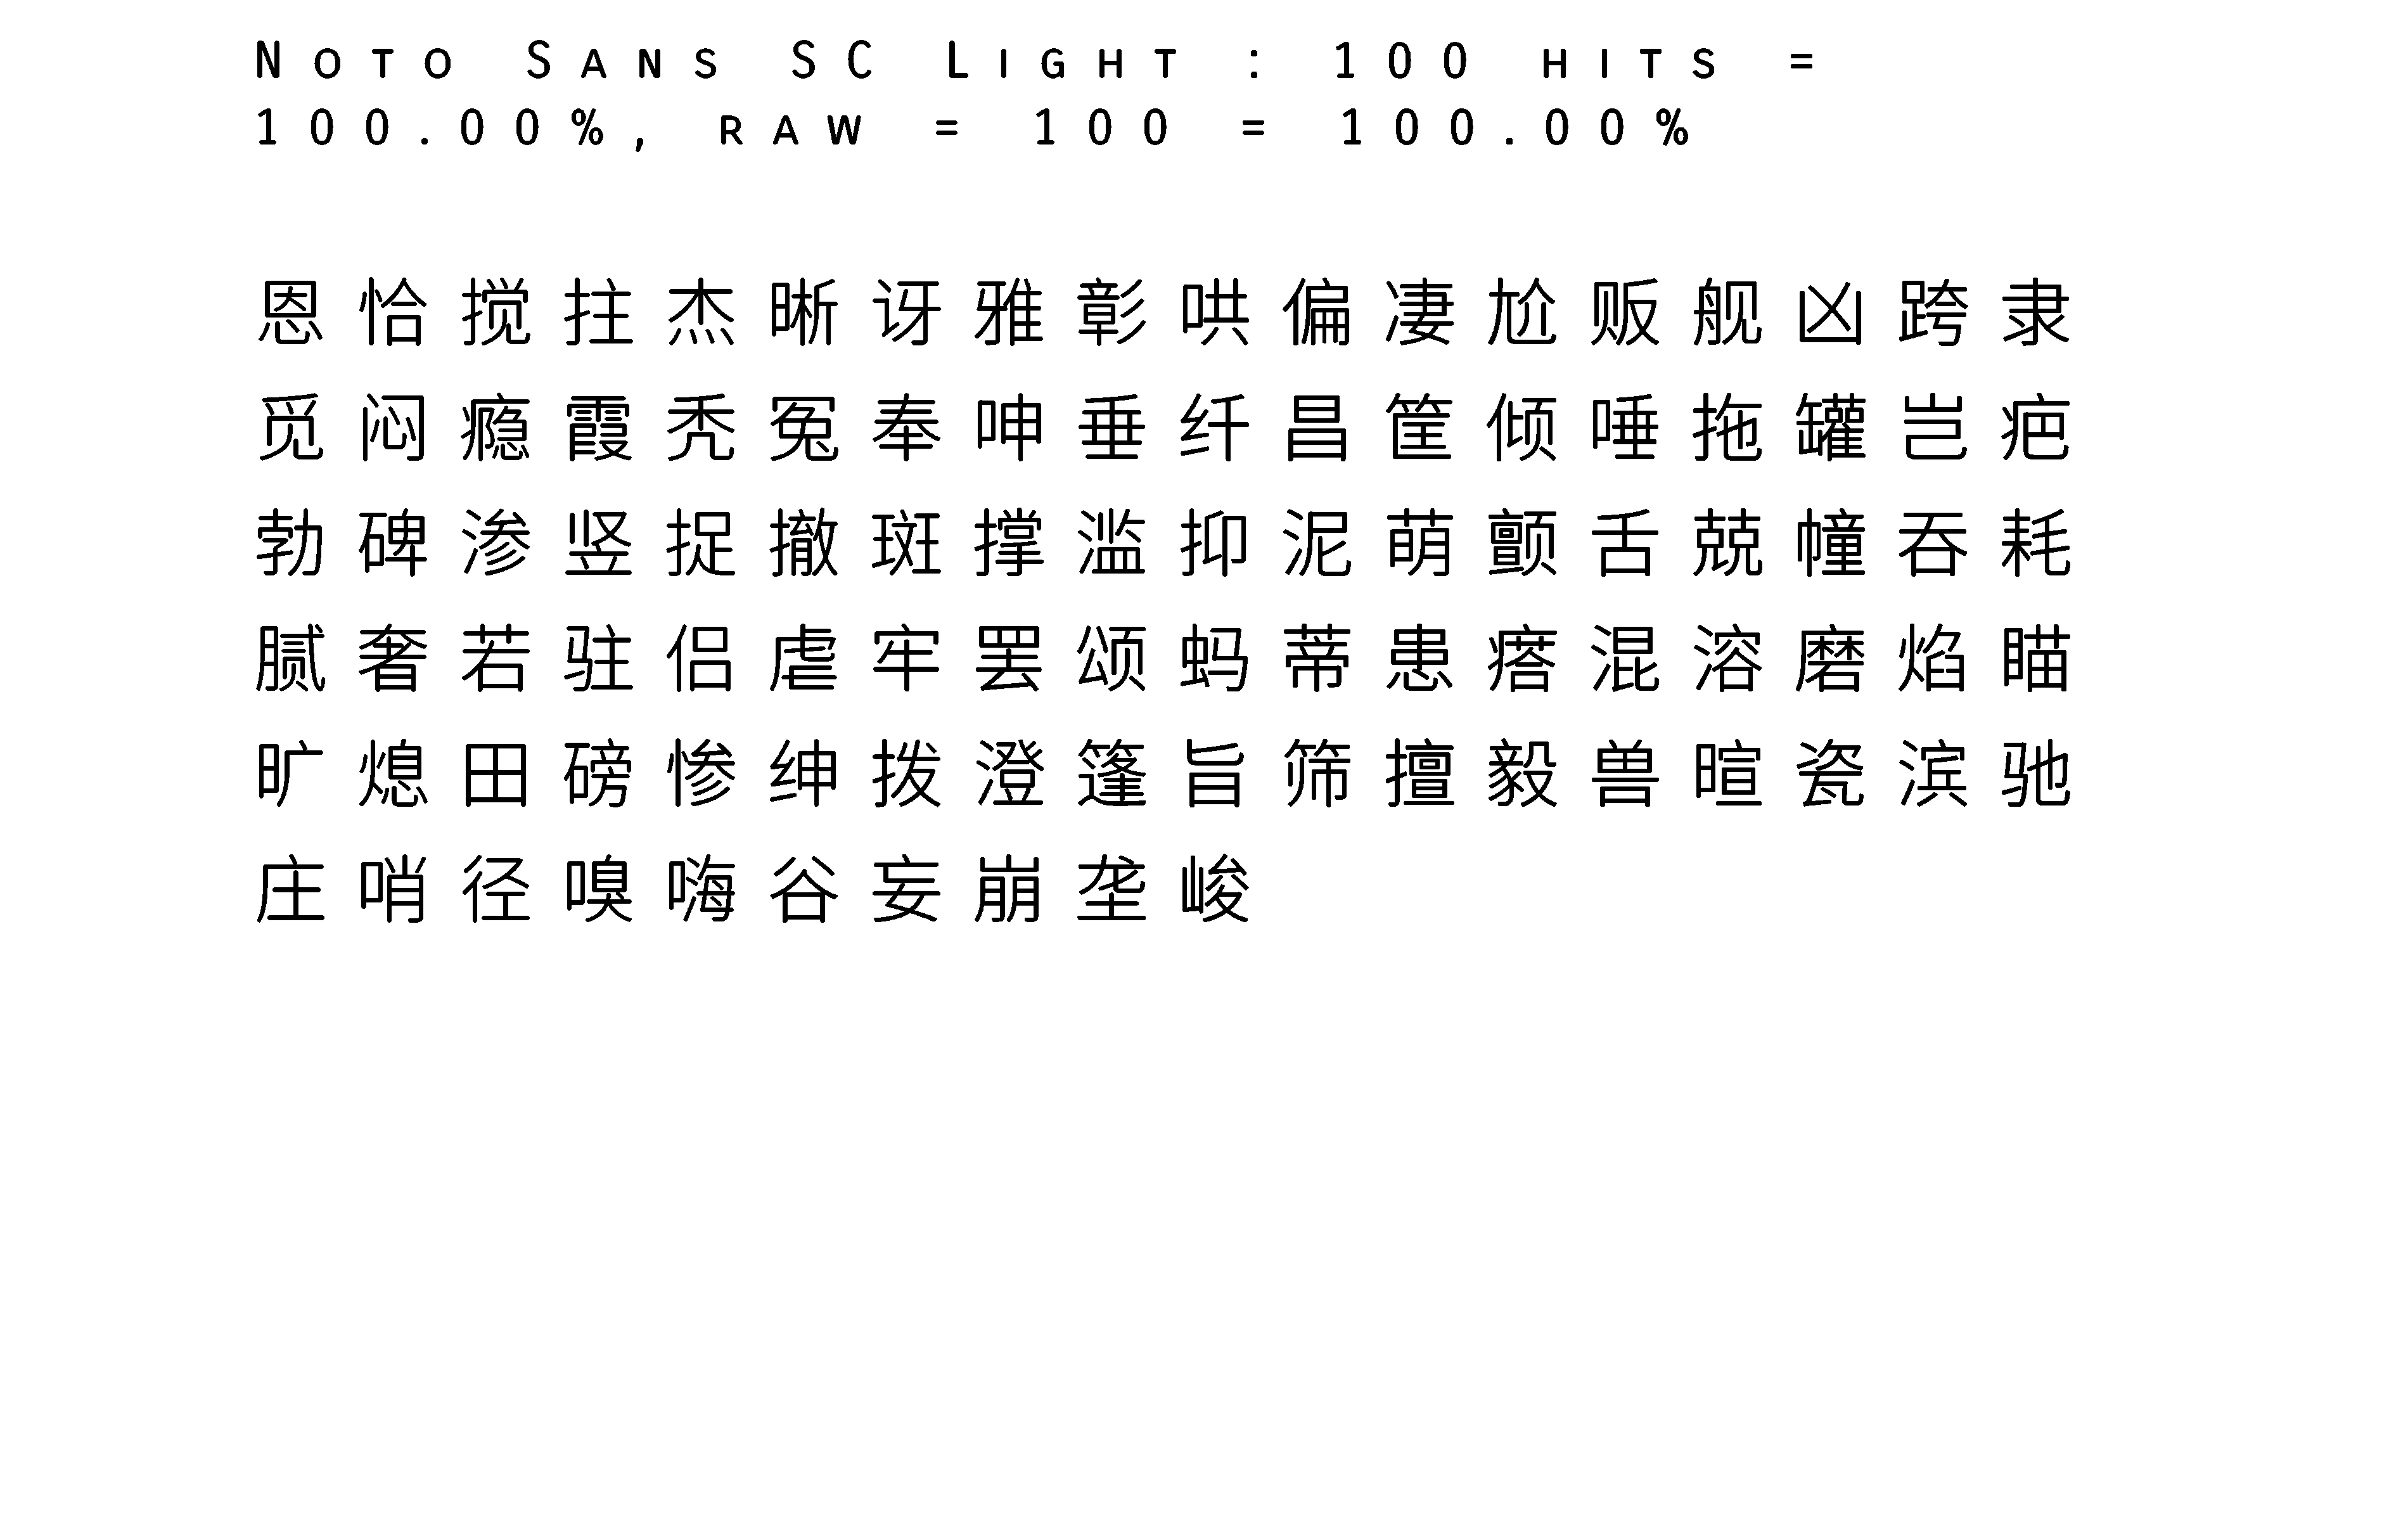 Noto Sans SC Light : 100 hits =
100.00%, raw = 100 = 100.00%
恩恰搅拄杰晰讶雅彰哄偏凄尬贩舰凶跨隶
觅闷瘾霞秃冤奉呻垂纤昌筐倾唾拖罐岂疤
勃碑渗竖捉撤斑撑滥抑泥萌颤舌兢幢吞耗
腻奢若驻侣虐牢罢颂蚂蒂患瘩混溶磨焰瞄
旷熄田磅惨绅拨澄篷旨筛擅毅兽暄瓷滨驰
庄哨径嗅嗨谷妄崩垄峻